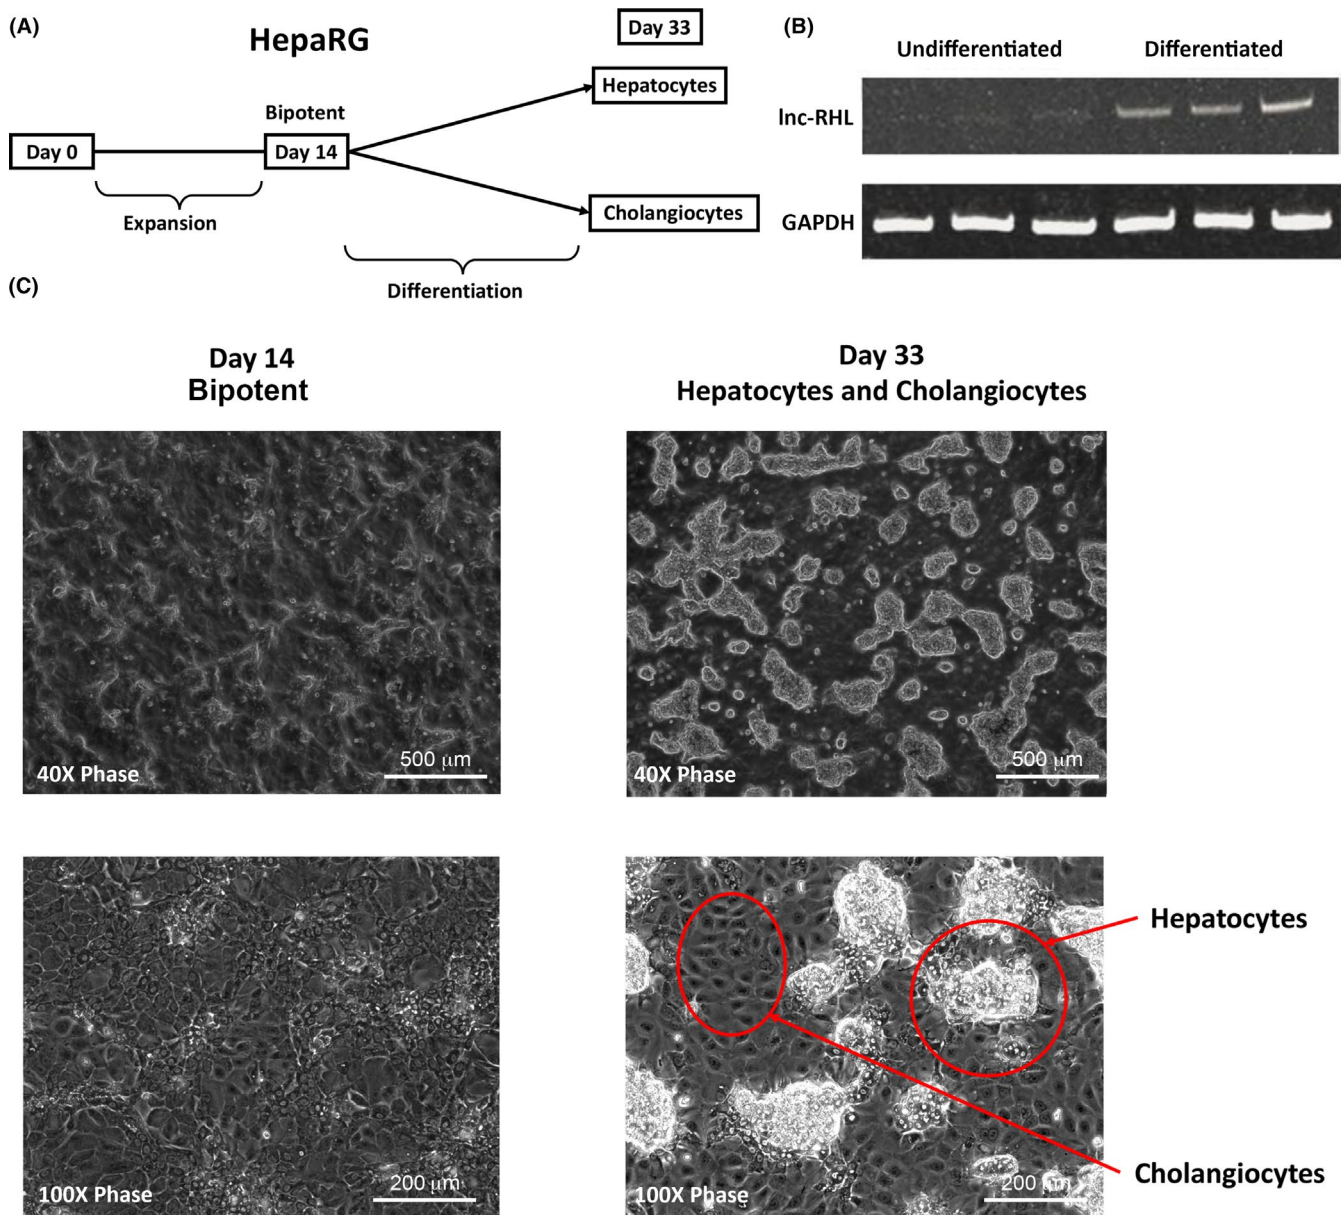 (A)
HepaRG
Day 33
Hepatocytes
Bipotent
Day 0
Day 14
Expansion
Cholangiocytes
Differentiation
(B)
Undifferentiated
Differentiated
lnc-RHL
GAPDH
(C)
Day 14
Bipotent
Day 33
Hepatocytes and Cholangiocytes
500 μm
40X Phase
500 μm
40X Phase
200 μm
100X Phase
Hepatocytes
Cholangiocytes
200 μm
100X Phase